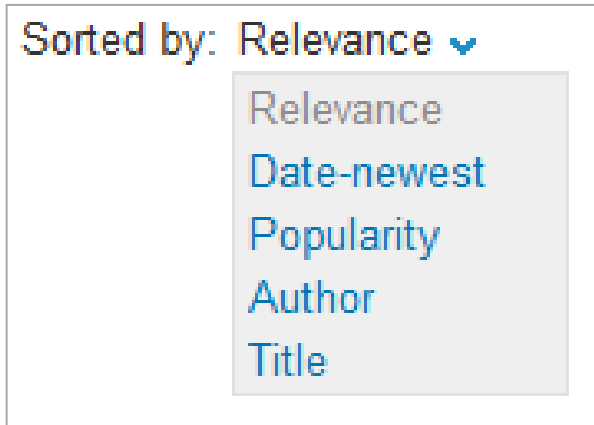 Sorted by: Relevance
Relevance
Date-newest
Popularity
Author
Title